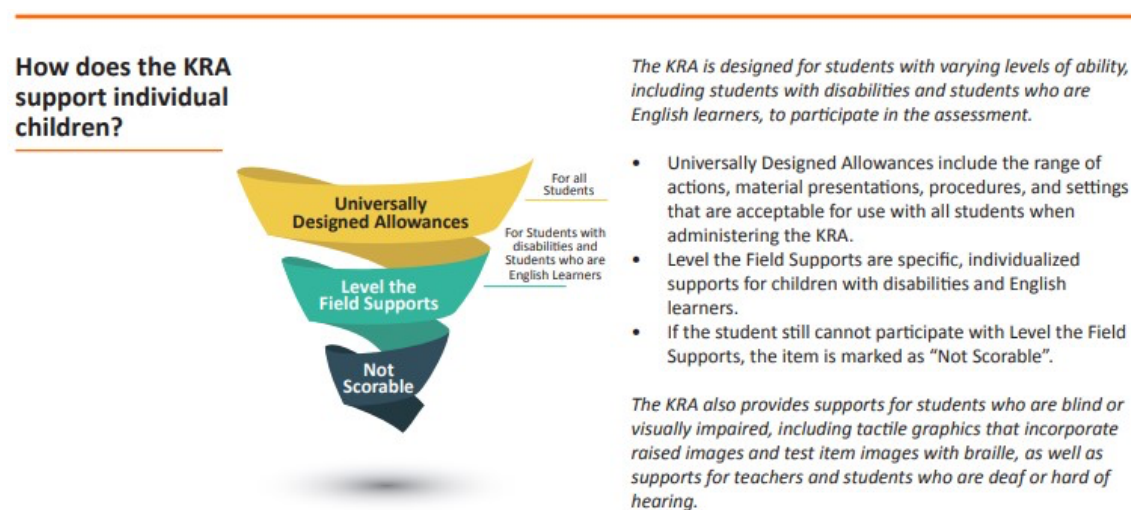 How does the KRA
support individual
children?
Universally
Designed Allowances
For all
Students
Level the
Field Supports
For Students with
disabilities and
Students who are
English Learners
Not
Scorable
The KRA is designed for students with varying levels of ability,
including students with disabilities and students who are
English learners, to participate in the assessment.
• Universally Designed Allowances include the range of
actions, material presentations, procedures, and settings
that are acceptable for use with all students when
administering the KRA.
• Level the Field Supports are specific, individualized
supports for children with disabilities and English
learners.
• If the student still cannot participate with Level the Field
Supports, the item is marked as “Not Scorable”.
The KRA also provides supports for students who are blind or
visually impaired, including tactile graphics that incorporate
raised images and test item images with braille, as well as
supports for teachers and students who are deaf or hard of
hearing.